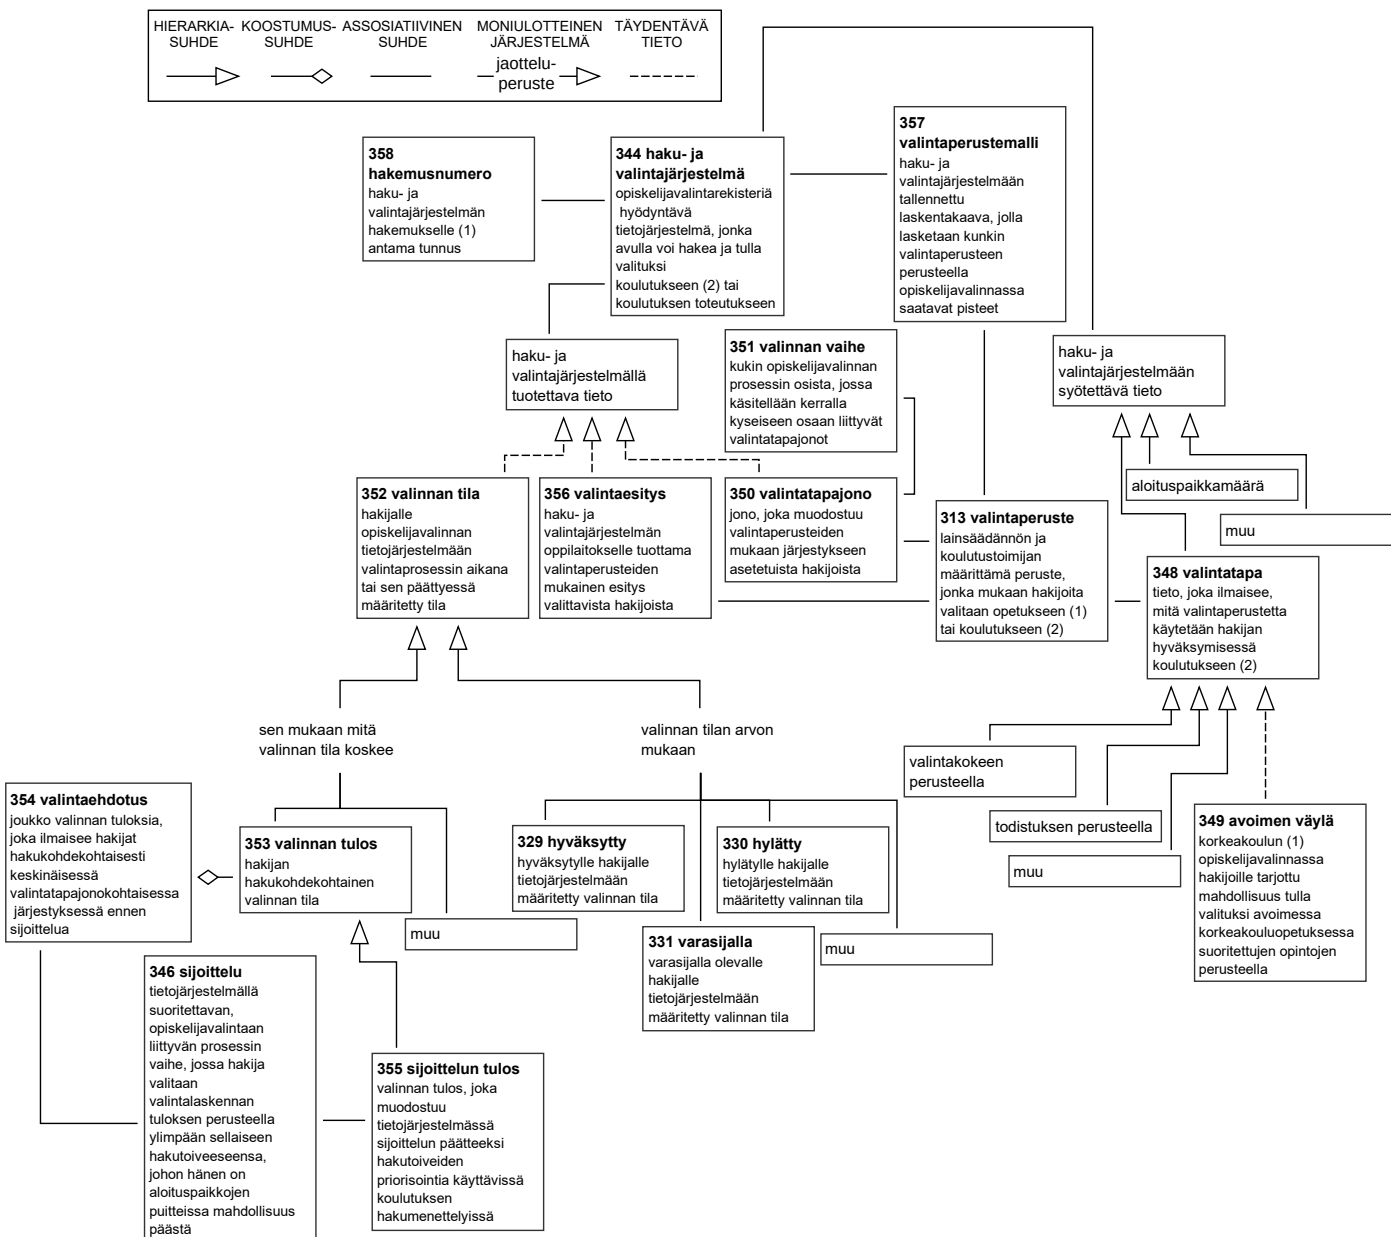 HIERARKIA-
SUHDE
KOOSTUMUS-
SUHDE
ASSOSIATIIVINEN
SUHDE
MONIULOTTEINEN
JÄRJESTELMÄ
TÄYDENTÄVÄ
TIETO
jaottelu-
peruste
358
hakemusnumero
haku- ja
valintajärjestelmän
hakemukselle (1)
antama tunnus
344 haku- ja
valintajärjestelmä
opiskelijavalintarekisteriä
hyödyntävä
tietojärjestelmä, jonka
avulla voi hakea ja tulla
valituksi
koulutukseen (2) tai
koulutuksen toteutukseen
357
valintaperustemalli
haku- ja
valintajärjestelmään
tallennettu
laskentakaava, jolla
lasketaan kunkin
valintaperusteen
perusteella
opiskelijavalinnassa
saatavat pisteet
haku- ja
valintajärjestelmällä
tuotettava tieto
351 valinnan vaihe
kukin opiskelijavalinnan
prosessin osista, jossa
käsitellään kerralla
kyseiseen osaan liittyvät
valintatapajonot
haku- ja
valintajärjestelmään
syötettävä tieto
352 valinnan tila
hakijalle
opiskelijavalinnan
tietojärjestelmään
valintaprosessin aikana
tai sen päättyessä
määritetty tila
356 valintaesitys
haku- ja
valintajärjestelmän
oppilaitokselle tuottama
valintaperusteiden
mukainen esitys
valittavista hakijoista
350 valintatapajono
jono, joka muodostuu
valintaperusteiden
mukaan järjestykseen
asetetuista hakijoista
313 valintaperuste
lainsäädännön ja
koulutustoimijan
määrittämä peruste,
jonka mukaan hakijoita
valitaan opetukseen (1)
tai koulutukseen (2)
aloituspaikkamäärä
muu
348 valintatapa
tieto, joka ilmaisee,
mitä valintaperustetta
käytetään hakijan
hyväksymisessä
koulutukseen (2)
sen mukaan mitä
valinnan tila koskee
valinnan tilan arvon
mukaan
valintakokeen
perusteella
todistuksen perusteella
muu
349 avoimen väylä
korkeakoulun (1)
opiskelijavalinnassa
hakijoille tarjottu
mahdollisuus tulla
valituksi avoimessa
korkeakouluopetuksessa
suoritettujen opintojen
perusteella
354 valintaehdotus
joukko valinnan tuloksia,
joka ilmaisee hakijat
hakukohdekohtaisesti
keskinäisessä
valintatapajonokohtaisessa
järjestyksessä ennen
sijoittelua
353 valinnan tulos
hakijan
hakukohdekohtainen
valinnan tila
muu
329 hyväksytty
hyväksytylle hakijalle
tietojärjestelmään
määritetty valinnan tila
330 hylätty
hylätylle hakijalle
tietojärjestelmään
määritetty valinnan tila
331 varasijalla
varasijalla olevalle
hakijalle
tietojärjestelmään
määritetty valinnan tila
muu
346 sijoittelu
tietojärjestelmällä
suoritettavan,
opiskelijavalintaan
liittyvän prosessin
vaihe, jossa hakija
valitaan
valintalaskennan
tuloksen perusteella
ylimpään sellaiseen
hakutoiveeseensa,
johon hänen on
aloituspaikkojen
puitteissa mahdollisuus
päästä
355 sijoittelun tulos
valinnan tulos, joka
muodostuu
tietojärjestelmässä
sijoittelun päätteeksi
hakutoiveiden
priorisointia käyttävissä
koulutuksen
hakumenettelyissä